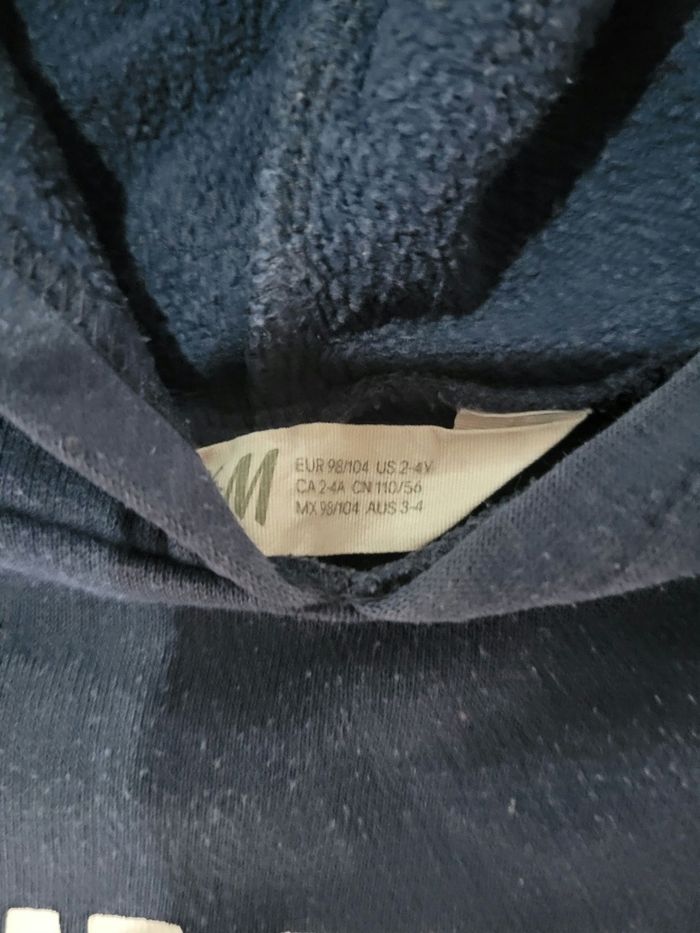 &M
EUR 98/104 US 2-4Y
CA 2-4A CN 110/56
MX 98/104 AUS 3-4